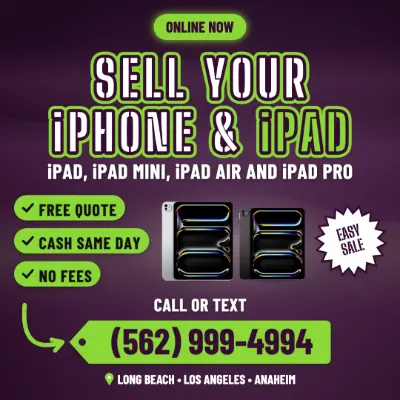 ONLINE NOW
SELL YOUR
iPHONE & iPAD
iPAD, iPAD MINI, iPAD AIR AND iPAD PRO
FREE QUOTE
CASH SAME DAY
NO FEES
EASY
SALE
CALL OR TEXT
(562) 999-4994
LONG BEACH • LOS ANGELES • ANAHEIM